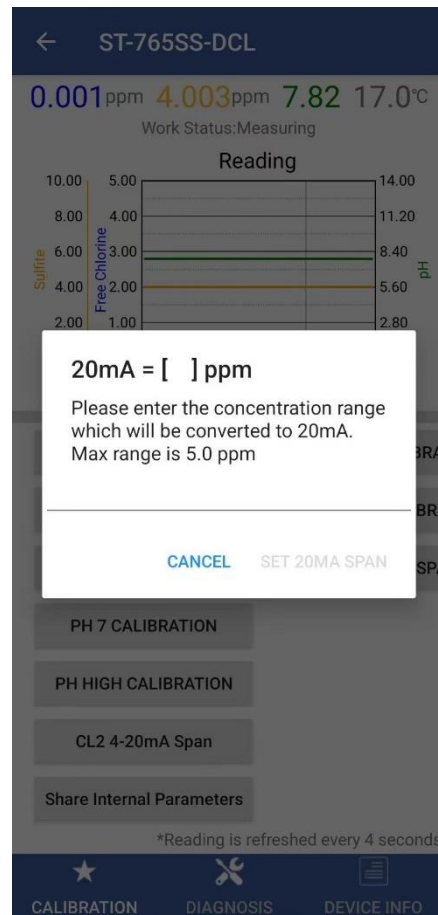 ST-765SS-DCL
0.001ppm 4.003ppm 7.82 17.0°C
Work Status:Measuring
Reading
10.00 5.00 14.00
8.00 4.00 11.20
6.00 3.00 8.40
4.00 2.00 5.60
2.00 1.00 2.80
Sulfite
Free Chlorine
pH
20mA = [ ] ppm
Please enter the concentration range
which will be converted to 20mA.
Max range is 5.0 ppm
CANCEL SET 20MA SPAN
PH 7 CALIBRATION
PH HIGH CALIBRATION
CL2 4-20mA Span
Share Internal Parameters
*Reading is refreshed every 4 seconds
CALIBRATION DIAGNOSIS DEVICE INFO